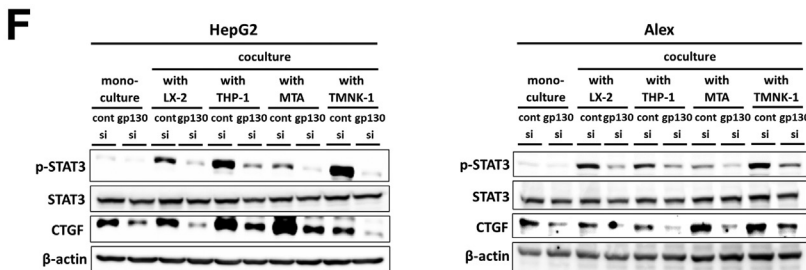 F
HepG2
coculture
mono-
culture
with
LX-2
with
THP-1
with
MTA
with
TMNK-1
cont gp130 cont gp130 cont gp130 cont gp130 cont gp130
si si si si si si si si si si
p-STAT3
STAT3
CTGF
β-actin
Alex
coculture
mono-
culture
with
LX-2
with
THP-1
with
MTA
with
TMNK-1
cont gp130 cont gp130 cont gp130 cont gp130 cont gp130
si si si si si si si si si si
p-STAT3
STAT3
CTGF
β-actin